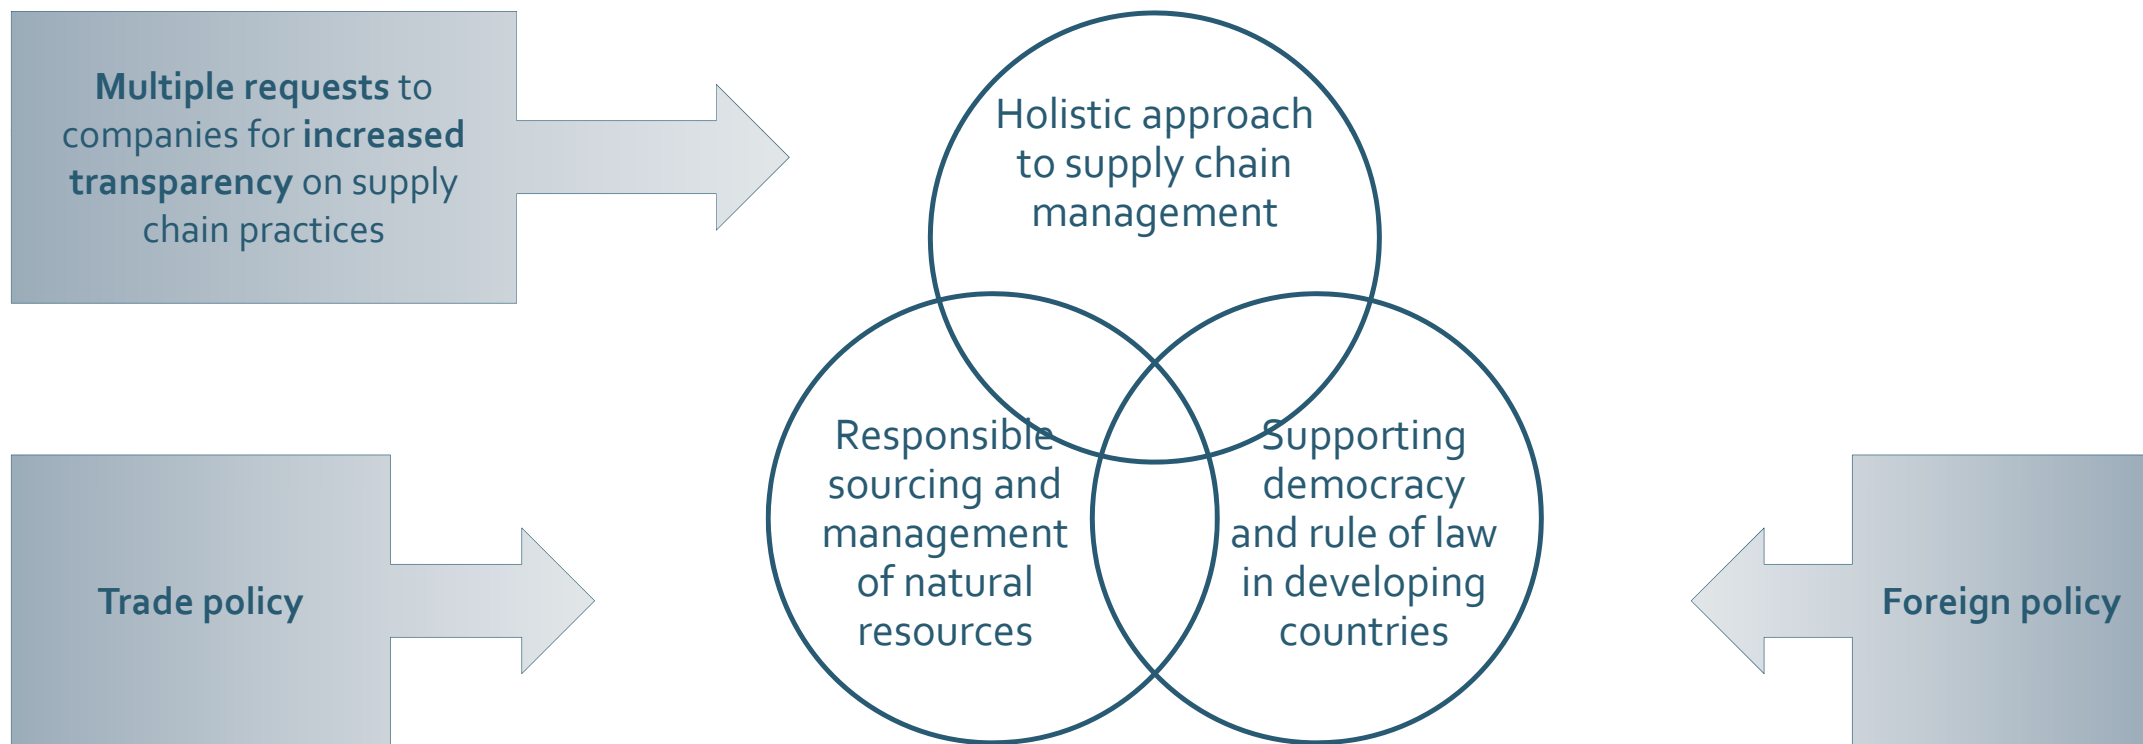 Multiple requests to
companies for increased
transparency on supply
chain practices
Holistic approach
to supply chain
management
Responsible
sourcing and
management
of natural
resources
Supporting
democracy
and rule of law
in developing
countries
Trade policy
Foreign policy